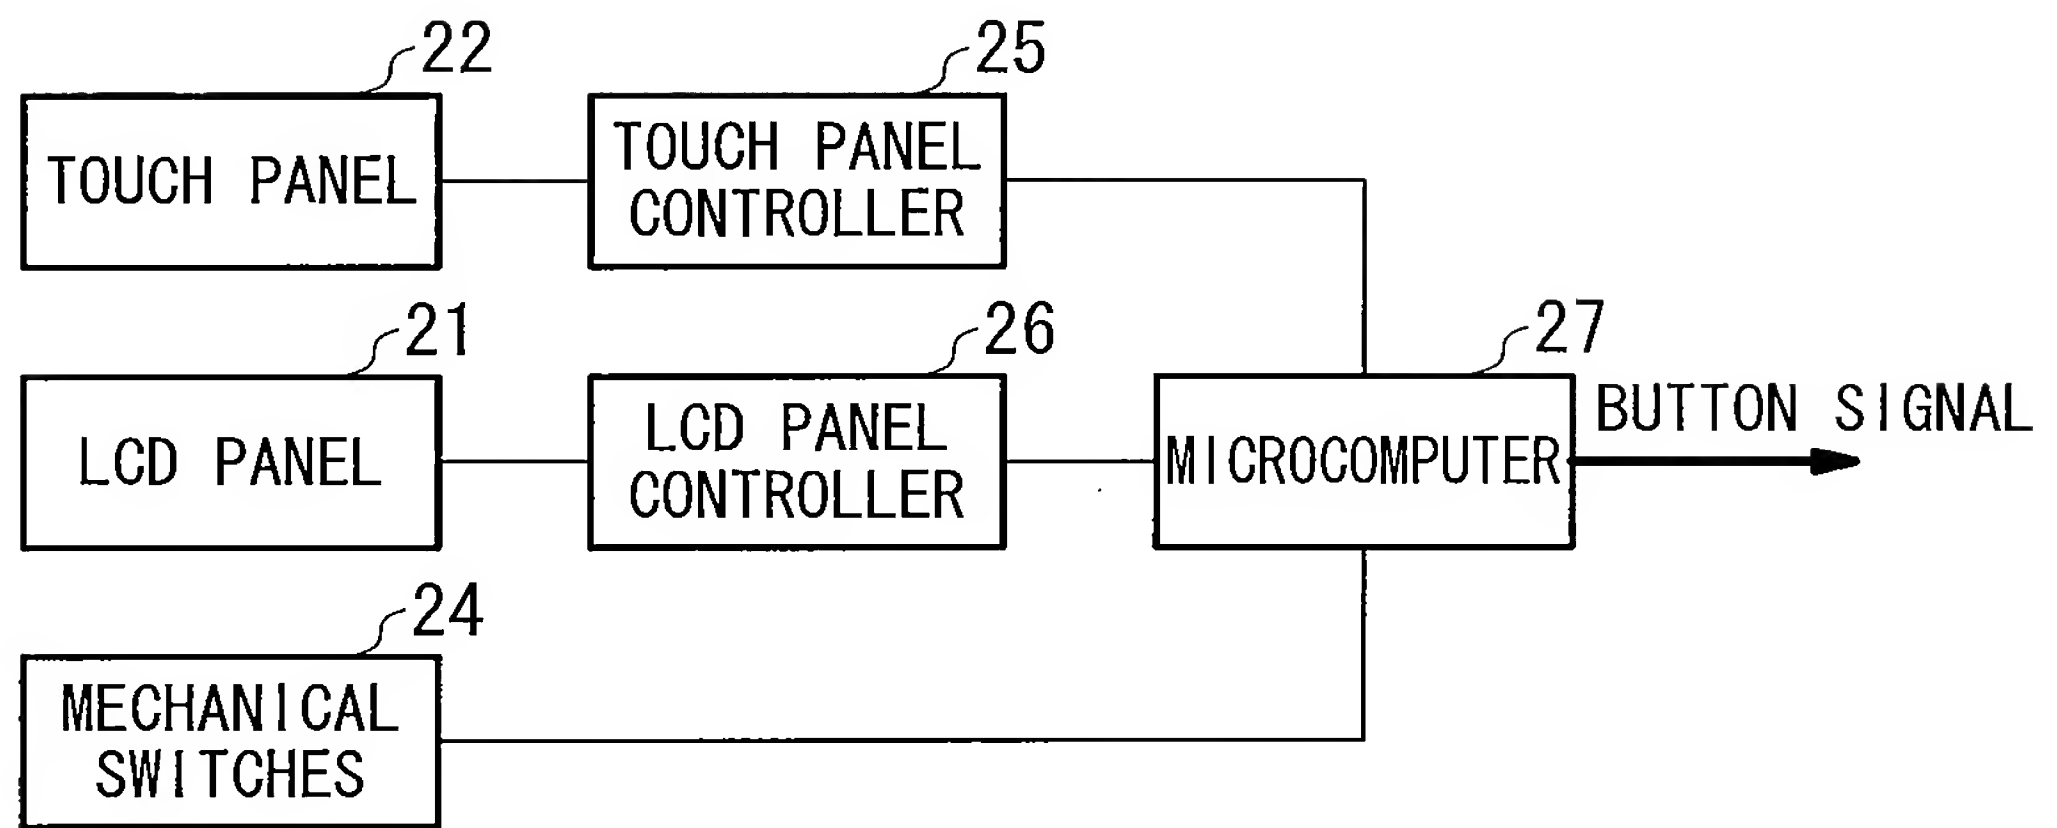 22
25
TOUCH PANEL
TOUCH PANEL
CONTROLLER
21
26
27
LCD PANEL
LCD PANEL
CONTROLLER
MICROCOMPUTER
BUTTON SIGNAL
24
MECHANICAL
SWITCHES